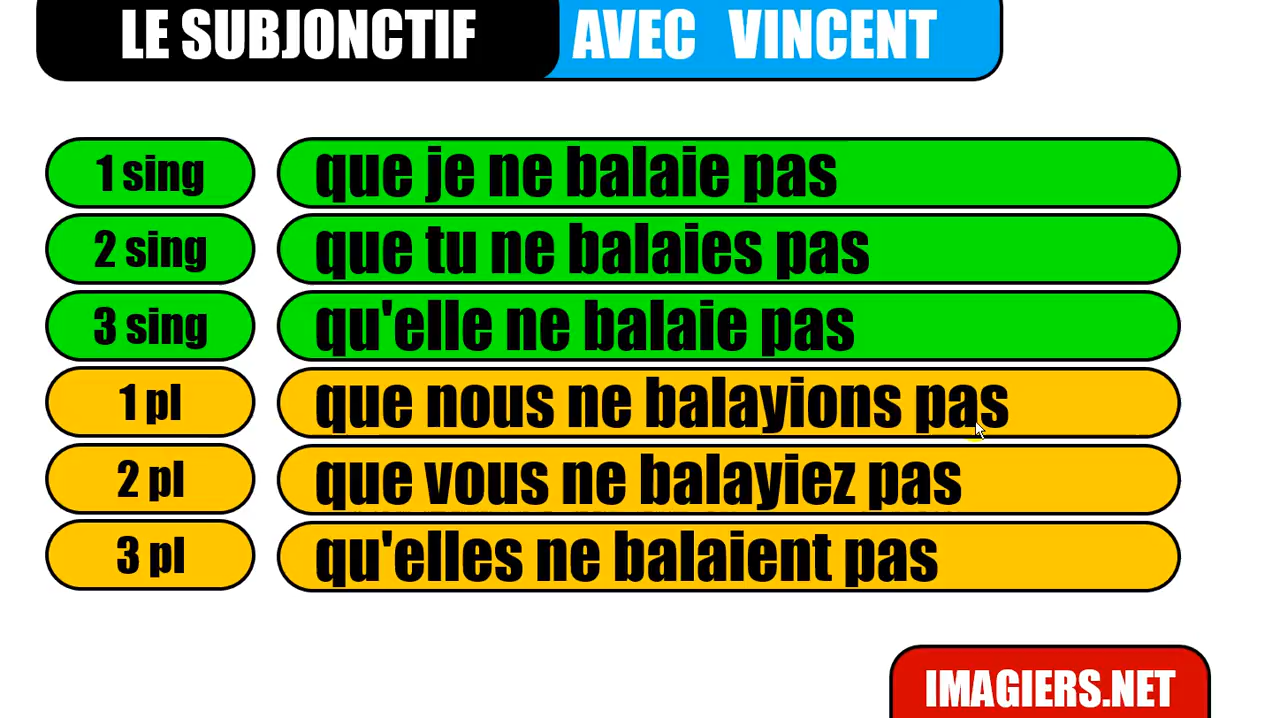 LE SUBJONCTIF AVEC VINCENT
1 sing que je ne balaie pas
2 sing que tu ne balaies pas
3 sing qu'elle ne balaie pas
1 pl que nous ne balayions pas
2 pl que vous ne balayiez pas
3 pl qu'elles ne balaient pas
IMAGIERS.NET